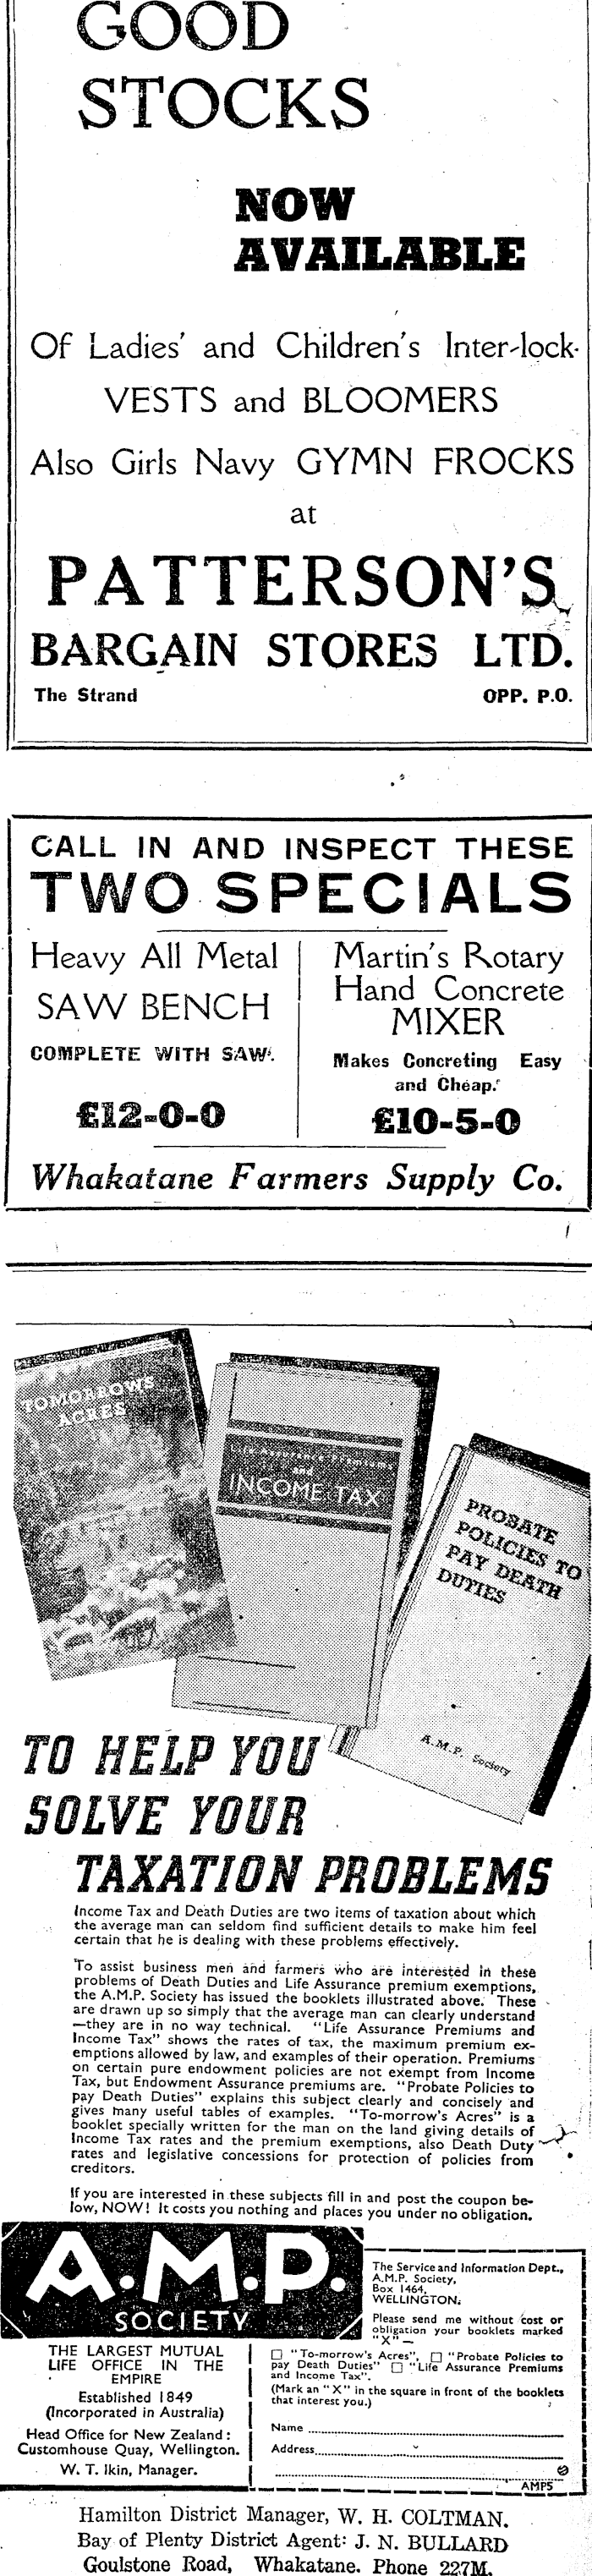 GOOD
STOCKS
NOW
AVAILABLE
Of Ladies' and Children's Inter-lock
VESTS and BLOOMERS
Also Girls Navy GYMN FROCKS
at
PATTERSON'S
BARGAIN STORES LTD.
The Strand OPP. P.O.
CALL IN AND INSPECT THESE
TWO SPECIALS
Heavy All Metal
SAW BENCH
COMPLETE WITH SAW.
£12-0-0
Martin's Rotary
Hand Concrete
MIXER
Makes Concreting Easy
and Cheap.
£10-5-0
Whakatane Farmers Supply Co.
TOMORROWS
ACRES
Life Assurance Premiums
and
INCOME TAX
PROBATE
POLICIES TO
PAY DEATH
DUTIES
A.M.P. Society
TO HELP YOU
SOLVE YOUR
TAXATION PROBLEMS
Income Tax and Death Duties are two items of taxation about which
the average man can seldom find sufficient details to make him feel
certain that he is dealing with these problems effectively.
To assist business men and farmers who are interested in these
problems of Death Duties and Life Assurance premium exemptions,
the A.M.P. Society has issued the booklets illustrated above. These
are drawn up so simply that the average man can clearly understand
—they are in no way technical. "Life Assurance Premiums and
Income Tax" shows the rates of tax, the maximum premium ex-
emptions allowed by law, and examples of their operation. Premiums
on certain pure endowment policies are not exempt from Income
Tax, but Endowment Assurance premiums are. "Probate Policies to
pay Death Duties" explains this subject clearly and concisely and
gives many useful tables of examples. "To-morrow's Acres" is a
booklet specially written for the man on the land giving details of
Income Tax rates and the premium exemptions, also Death Duty
rates and legislative concessions for protection of policies from
creditors.
If you are interested in these subjects fill in and post the coupon be-
low, NOW! It costs you nothing and places you under no obligation.
A.M.P.
SOCIETY
THE LARGEST MUTUAL
LIFE OFFICE IN THE
EMPIRE
Established 1849
(Incorporated in Australia)
Head Office for New Zealand:
Customhouse Quay, Wellington.
W. T. Ikin, Manager.
The Service and Information Dept.,
A.M.P. Society,
Box 1464,
WELLINGTON.
Please send me without cost or
obligation your booklets marked
"X"—
□ "To-morrow's Acres", □ "Probate Policies to
pay Death Duties" □ "Life Assurance Premiums
and Income Tax".
(Mark an "X" in the square in front of the booklets
that interest you.)
Name
Address
AMP5
Hamilton District Manager, W. H. COLTMAN.
Bay of Plenty District Agent: J. N. BULLARD
Goulstone Road, Whakatane. Phone 227M.